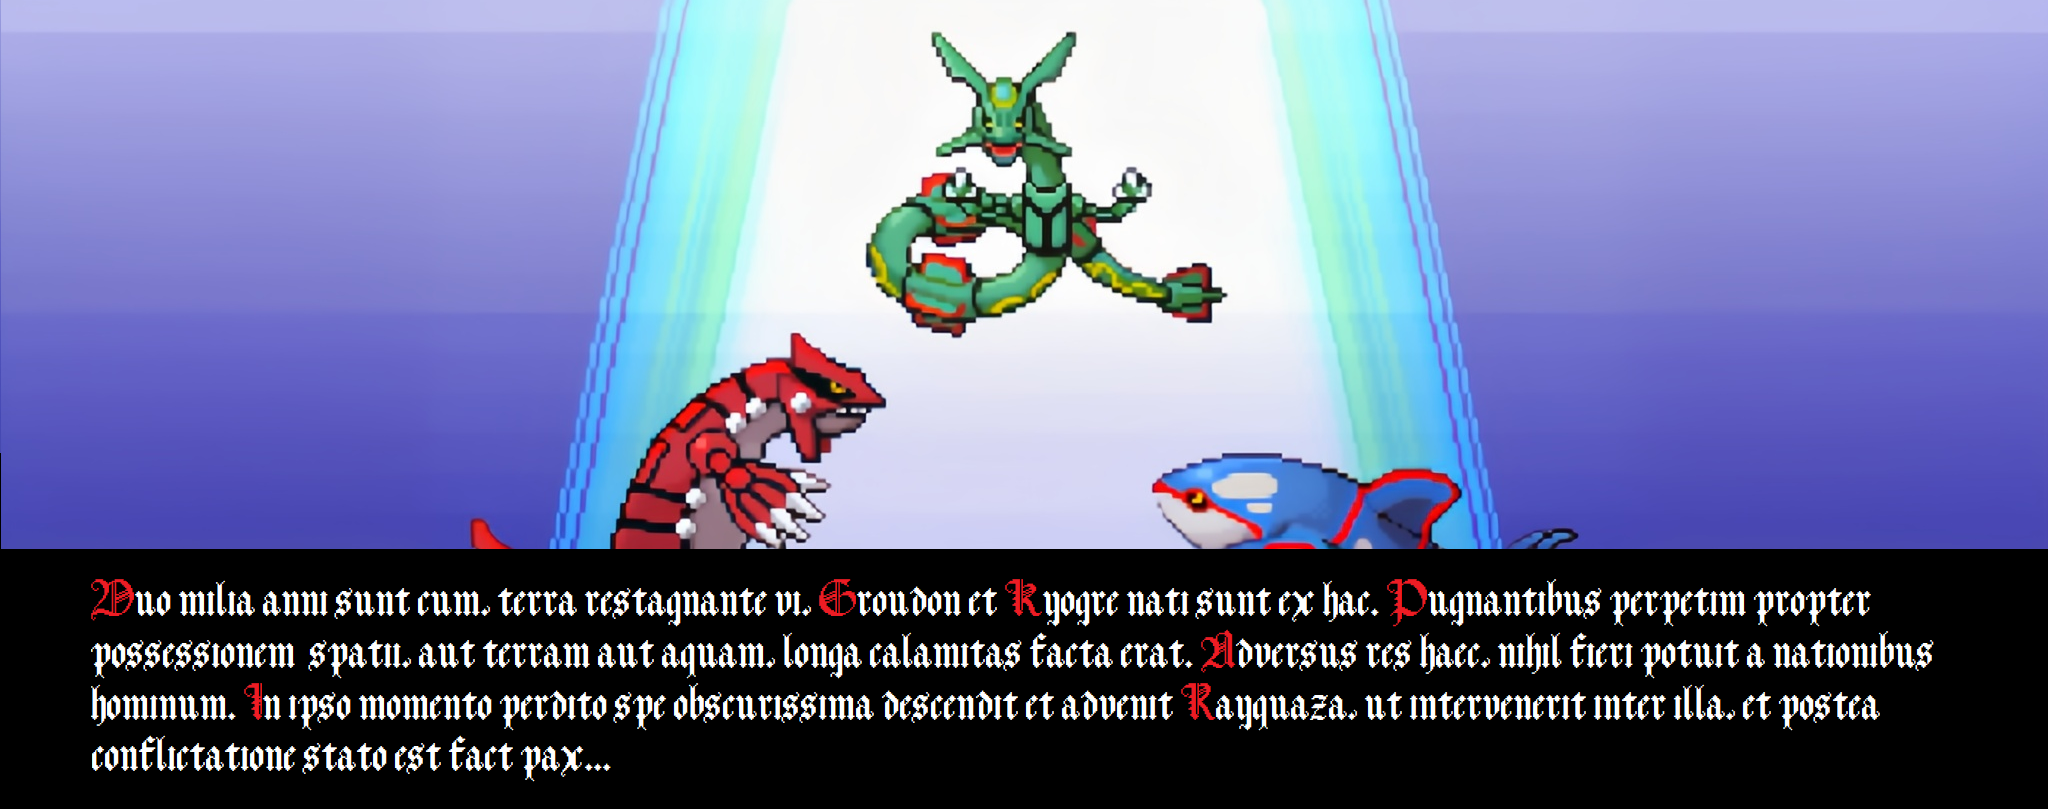 Duo milia anni sunt cum, terra restagnante vi, Groudon et Kyogre nati sunt ex hac. Pugnantibus perpetim propter
possessionem spatii, aut terram aut aquam, longa calamitas facta erat. Adversus res haec, nihil fieri potuit a nationibus
hominum. In ipso momento perdito spe obscurissima descendit et advenit Rayquaza, ut intervenerit inter illa, et postea
conflictatione stato est fact pax...